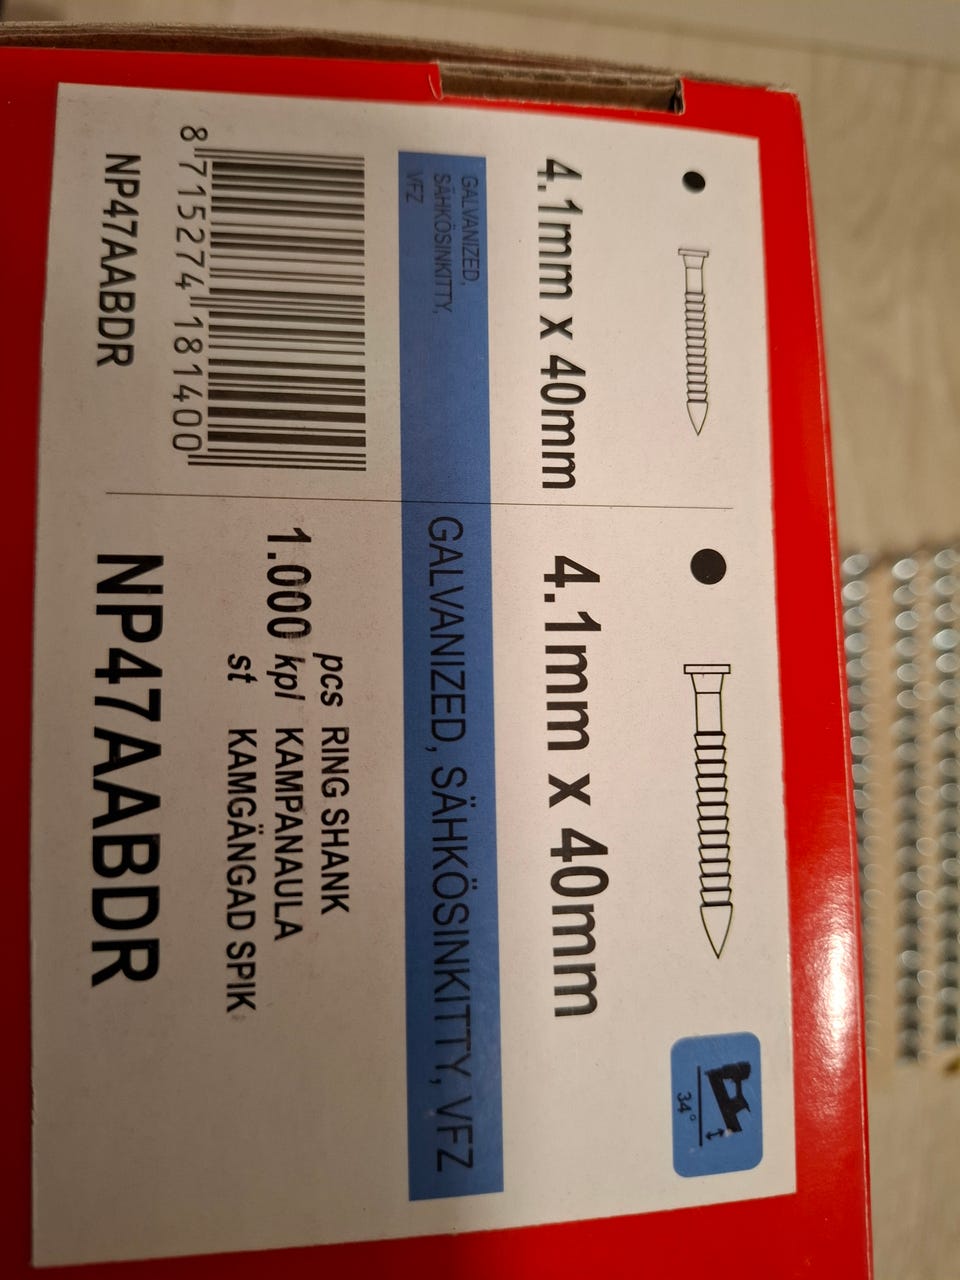 4.1mm x 40mm
GALVANIZED,
SÄHKÖSINKITTY,
VFZ
8 715274 181400
NP47AABDR
34°
4.1mm x 40mm
GALVANIZED, SÄHKÖSINKITTY, VFZ
pcs RING SHANK
1.000 kpl KAMPANAULA
st KAMGÄNGAD SPIK
NP47AABDR